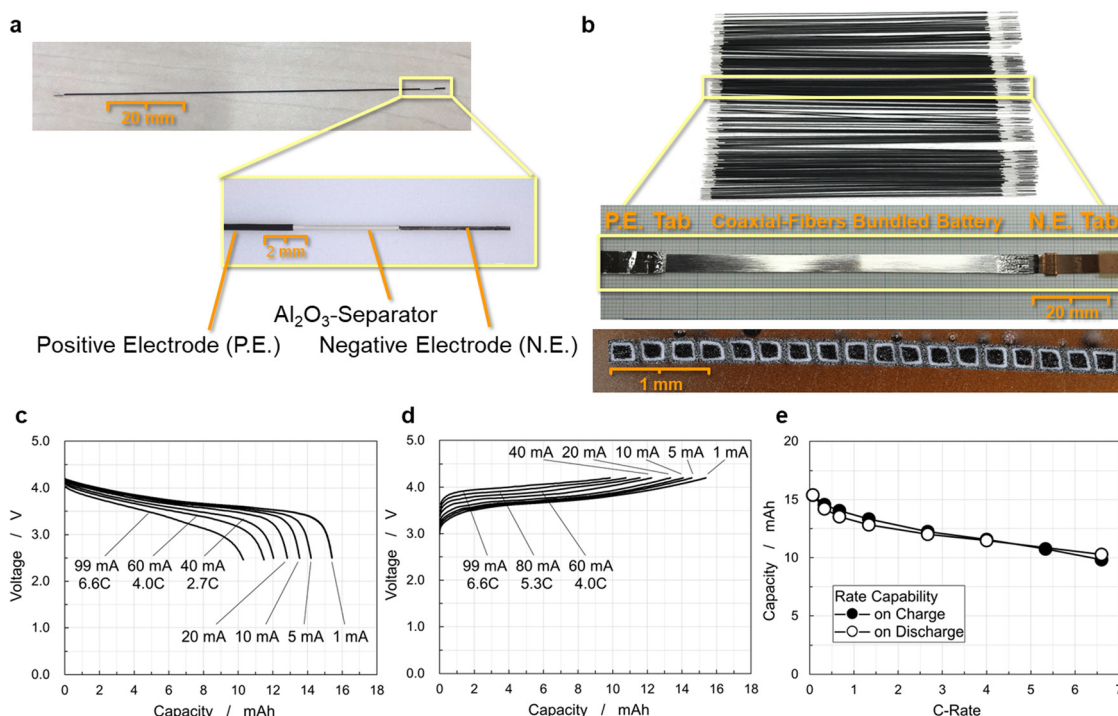 a
20 mm
2 mm
Al₂O₃-Separator
Positive Electrode (P.E.)
Negative Electrode (N.E.)
b
P.E. Tab
Coaxial-Fibers Bundled Battery
N.E. Tab
20 mm
1 mm
c
5.0
4.0
3.0
2.0
1.0
0.0
Voltage / V
99 mA
6.6C
60 mA
4.0C
40 mA
2.7C
20 mA
10 mA
5 mA
1 mA
0 2 4 6 8 10 12 14 16 18
Capacity / mAh
d
5.0
4.0
3.0
2.0
1.0
0.0
Voltage / V
40 mA
20 mA
10 mA
5 mA
1 mA
99 mA
6.6C
80 mA
5.3C
60 mA
4.0C
0 2 4 6 8 10 12 14 16 18
Capacity / mAh
e
20
15
10
5
0
Capacity / mAh
Rate Capability
on Charge
on Discharge
0 1 2 3 4 5 6 7
C-Rate